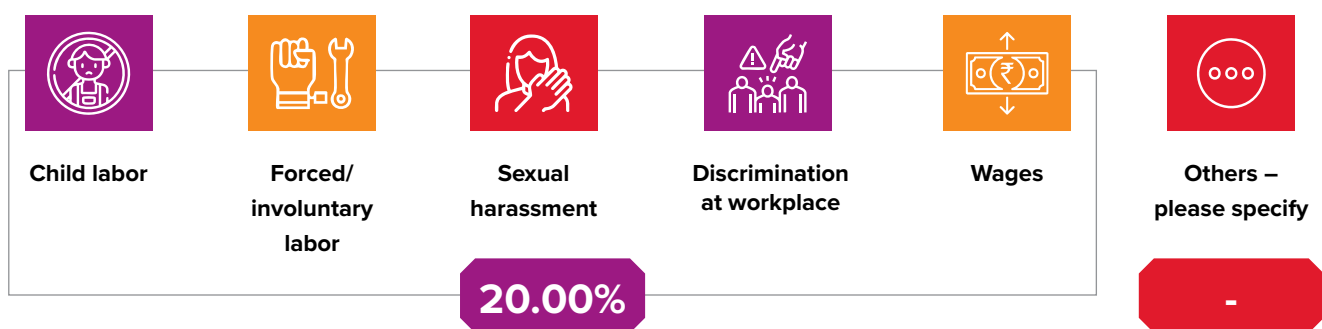 Child labor
Forced/
involuntary
labor
Sexual
harassment
Discrimination
at workplace
₹
Wages
Others –
please specify
20.00%
-